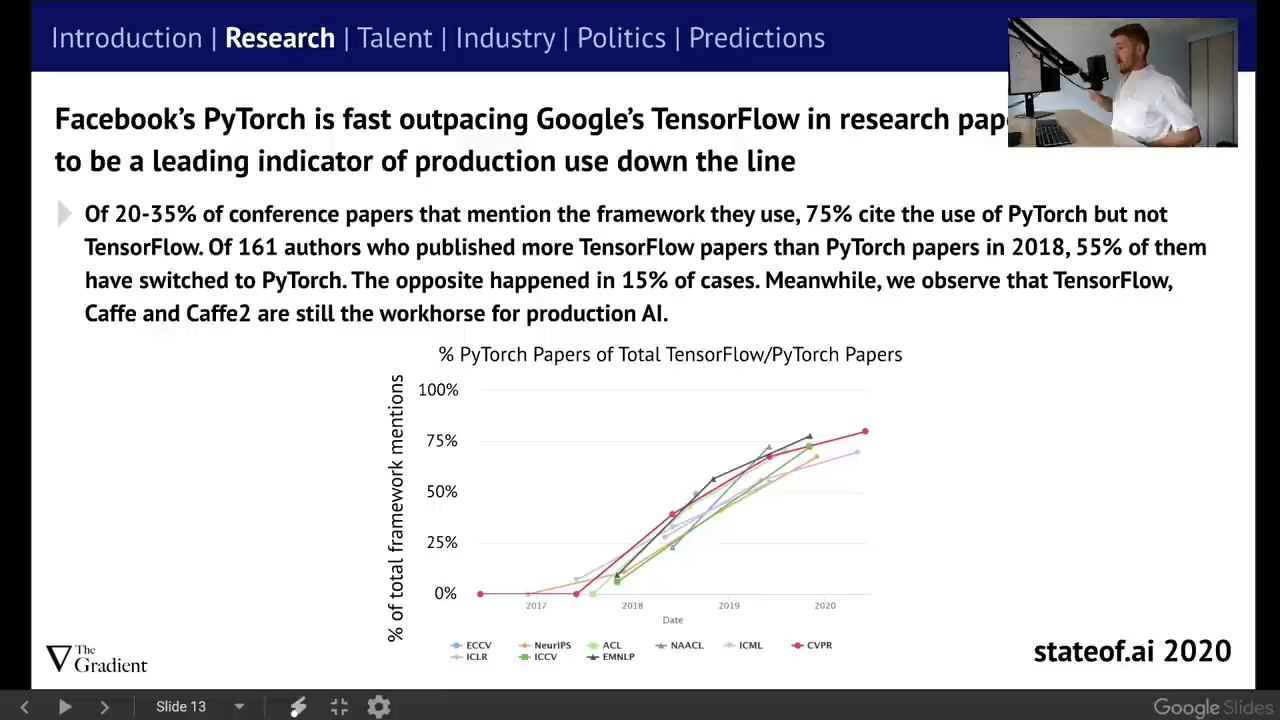 Introduction | Research | Talent | Industry | Politics | Predictions
Facebook's PyTorch is fast outpacing Google's TensorFlow in research
to be a leading indicator of production use down the line
Of 20-35% of conference papers that mention the framework they use, 75% cite the use of PyTorch but not
TensorFlow. Of 161 authors who published more TensorFlow papers than PyTorch papers in 2018, 55% of them
have switched to PyTorch. The opposite happened in 15% of cases. Meanwhile, we observe that TensorFlow,
Caffe and Caffe2 are still the workhorse for production AI.
% PyTorch Papers of Total TensorFlow/PyTorch Papers
% of total framework mentions
100%
75%
50%
25%
0%
2017 2018 2019 2020
Date
ECCV NeurIPS ACL NAACL ICML CVPR
ICLR ICCV EMNLP
The
Gradient
stateof.ai 2020
Slide 13
Google Slides